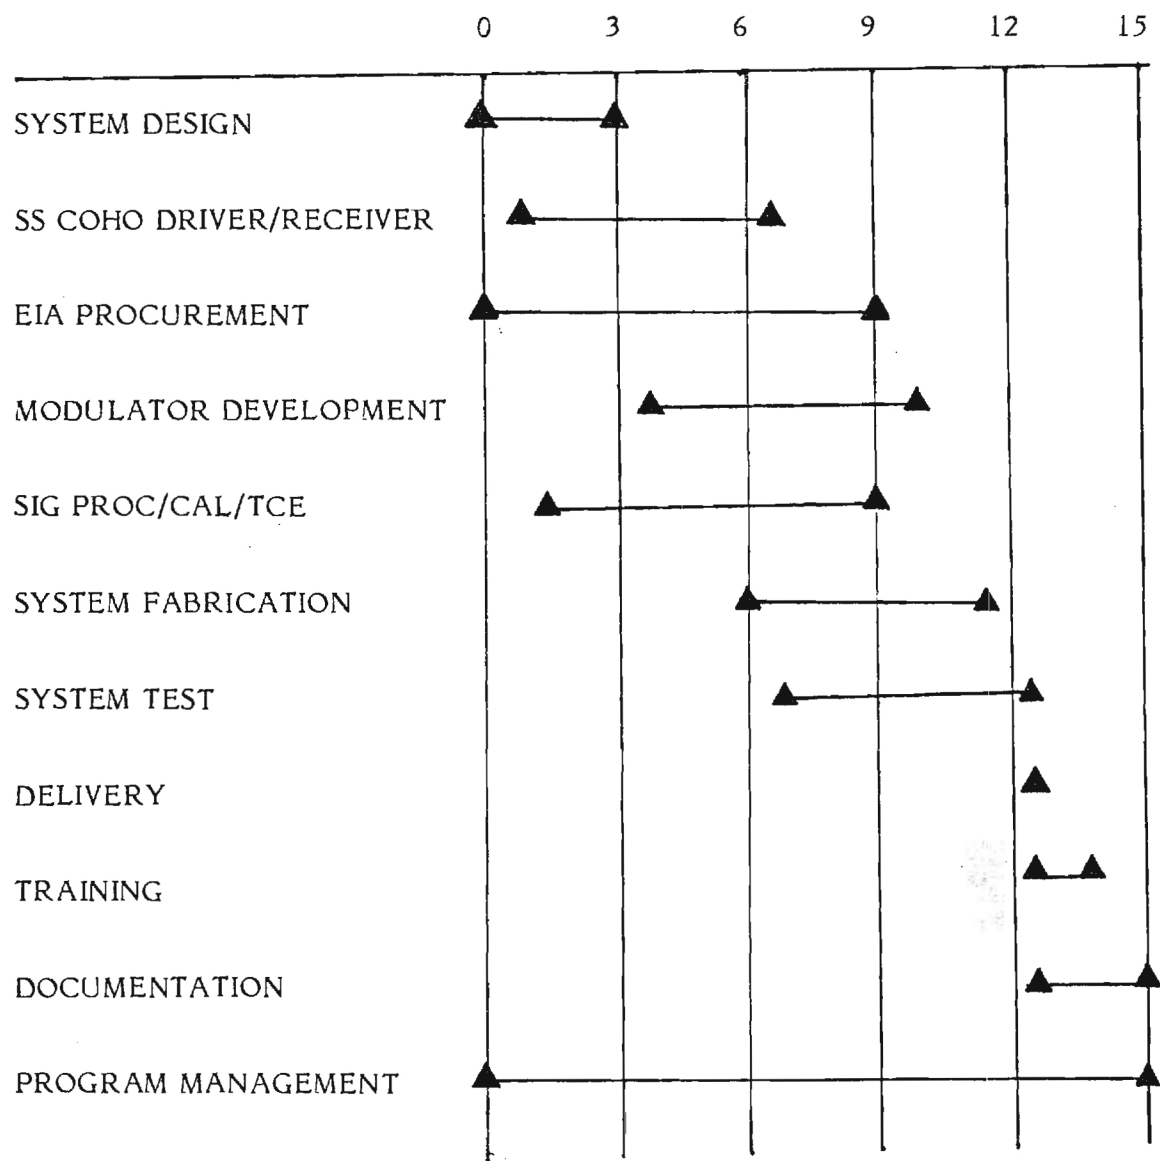 0 3 6 9 12 15
SYSTEM DESIGN
SS COHO DRIVER/RECEIVER
EIA PROCUREMENT
MODULATOR DEVELOPMENT
SIG PROC/CAL/TCE
SYSTEM FABRICATION
SYSTEM TEST
DELIVERY
TRAINING
DOCUMENTATION
PROGRAM MANAGEMENT